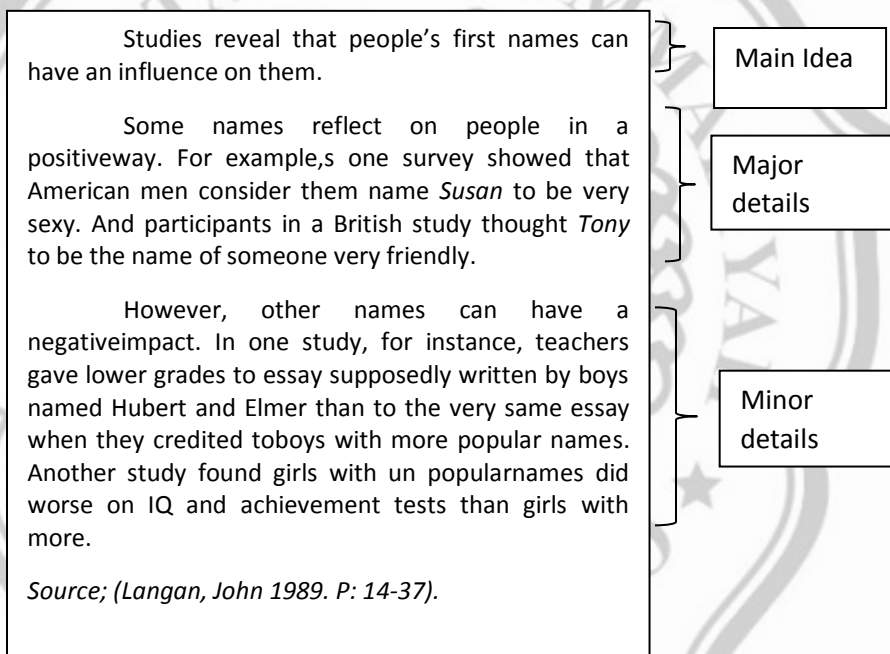 Studies reveal that people's first names can
have an influence on them.
Main Idea
Some names reflect on people in a
positiveway. For example,s one survey showed that
American men consider them name Susan to be very
sexy. And participants in a British study thought Tony
to be the name of someone very friendly.
Major
details
However, other names can have a
negativeimpact. In one study, for instance, teachers
gave lower grades to essay supposedly written by boys
named Hubert and Elmer than to the very same essay
when they credited toboys with more popular names.
Another study found girls with un popularnames did
worse on IQ and achievement tests than girls with
more.
Minor
details
Source; (Langan, John 1989. P: 14-37).